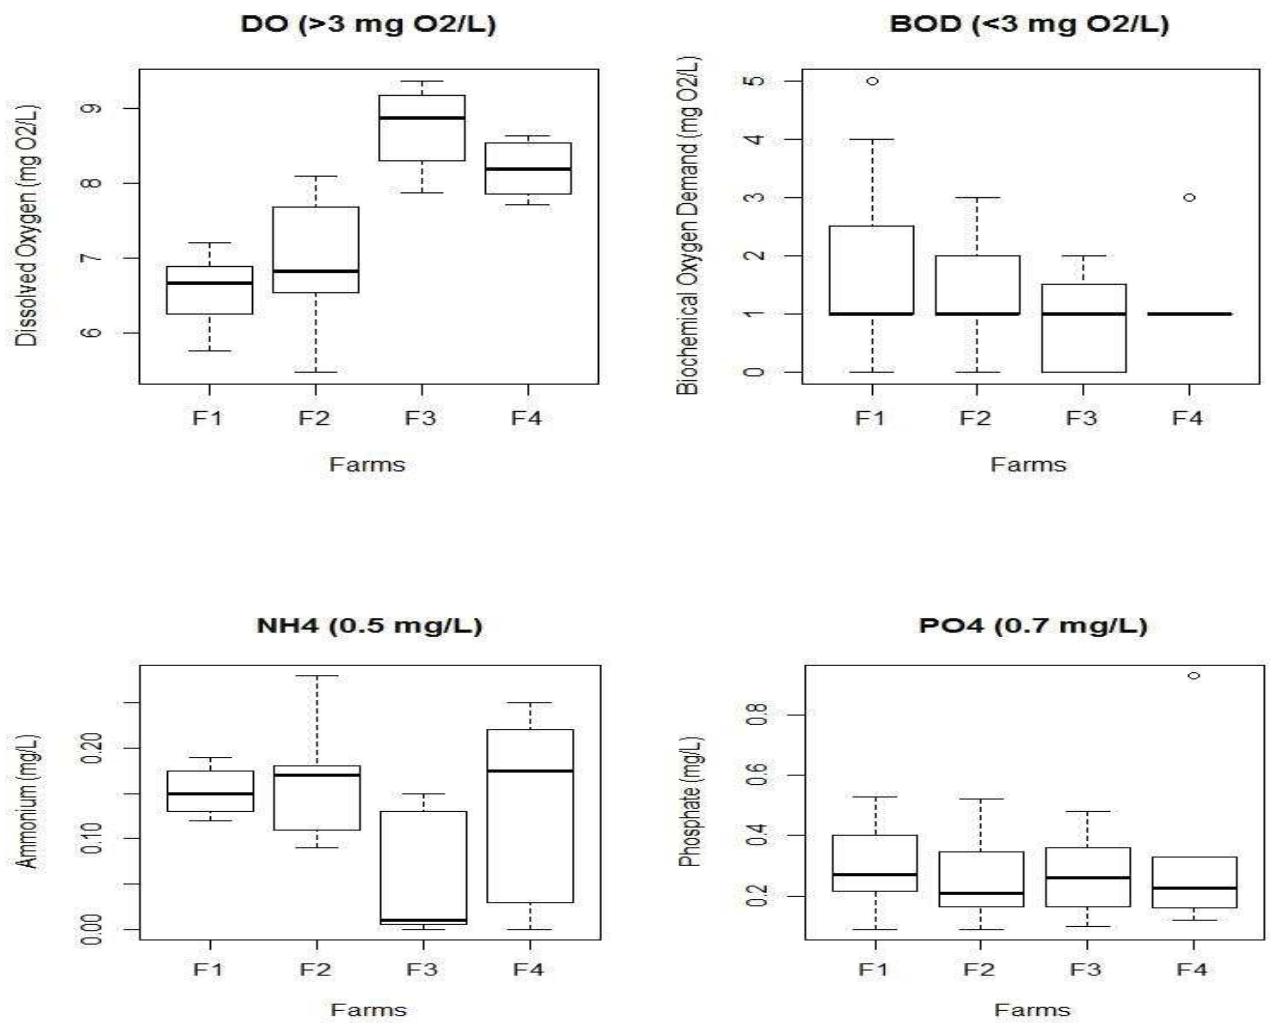 DO (>3 mg O2/L)
Dissolved Oxygen (mg O2/L)
9
8
7
6
F1 F2 F3 F4
Farms
BOD (<3 mg O2/L)
Biochemical Oxygen Demand (mg O2/L)
5
4
3
2
1
0
F1 F2 F3 F4
Farms
NH4 (0.5 mg/L)
Ammonium (mg/L)
0.20
0.10
0.00
F1 F2 F3 F4
Farms
PO4 (0.7 mg/L)
Phosphate (mg/L)
0.8
0.6
0.4
0.2
F1 F2 F3 F4
Farms